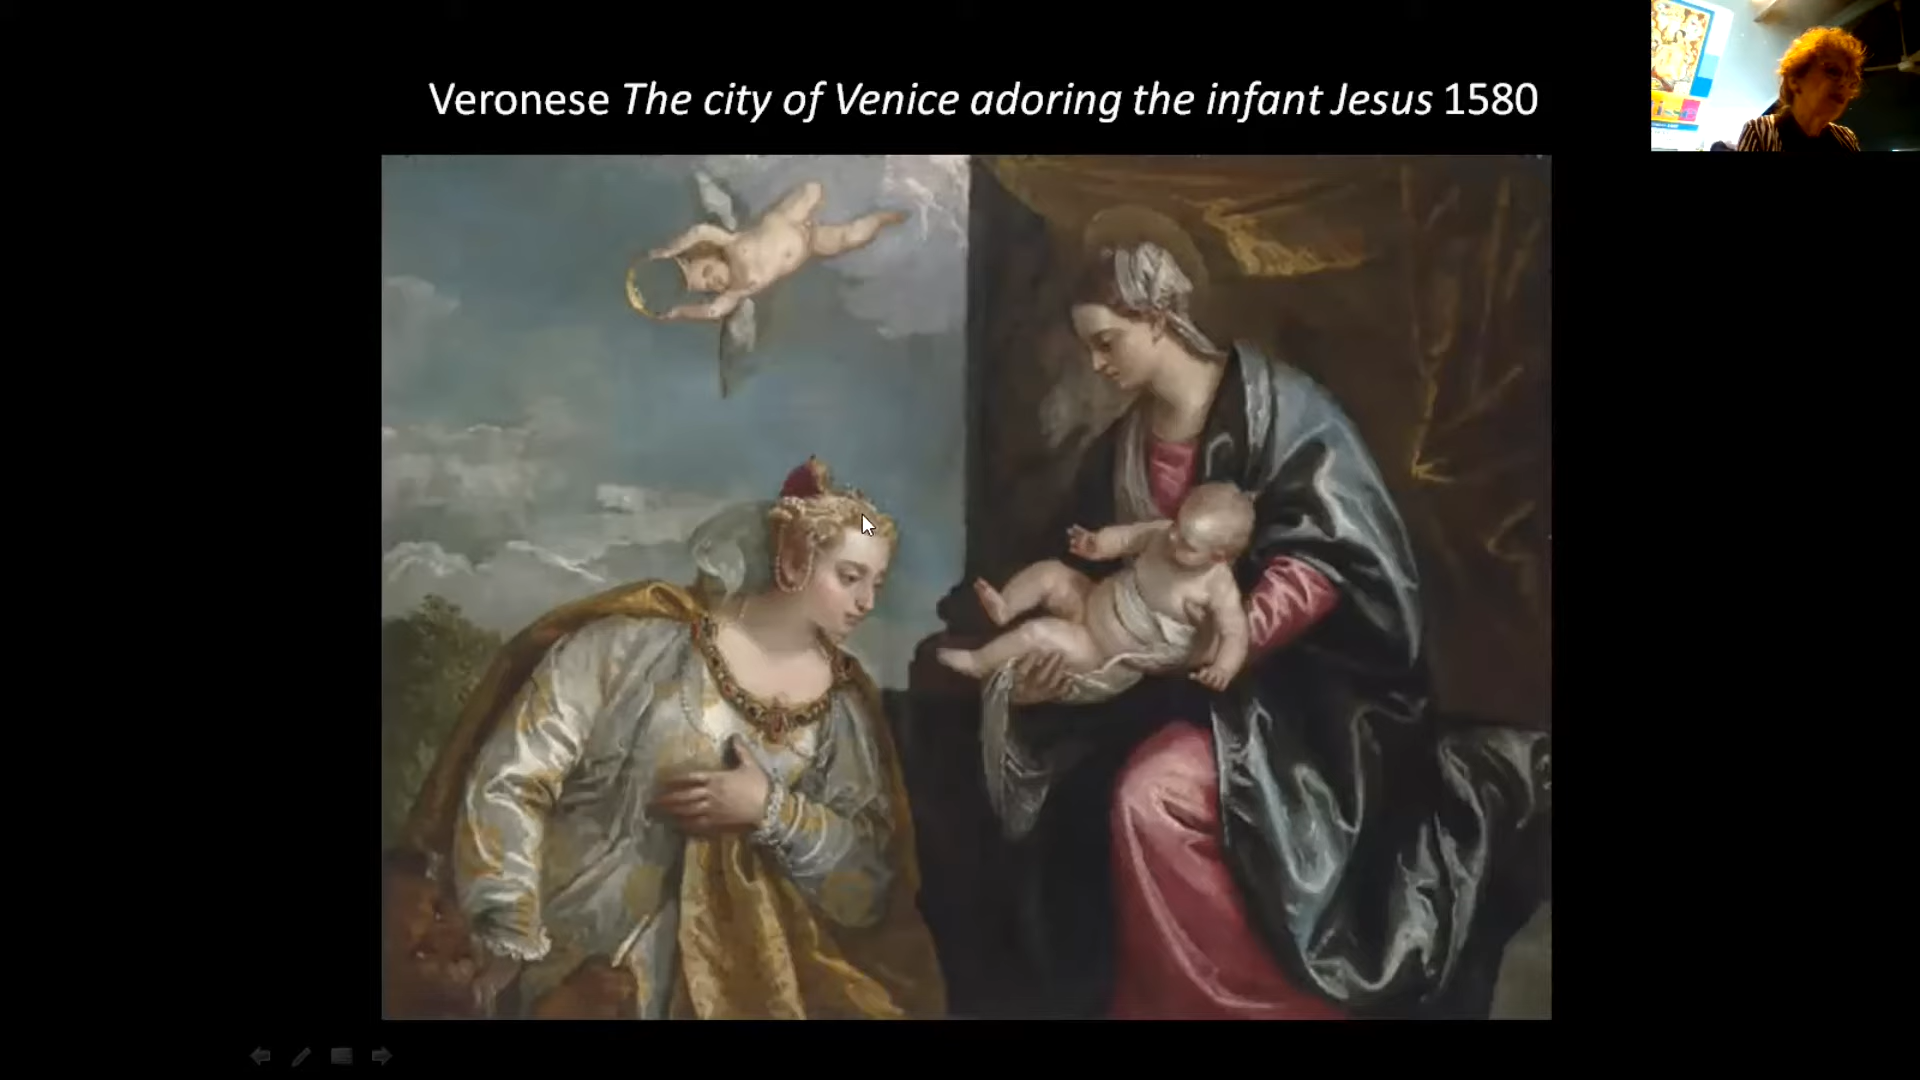 Veronese The city of Venice adoring the infant Jesus 1580